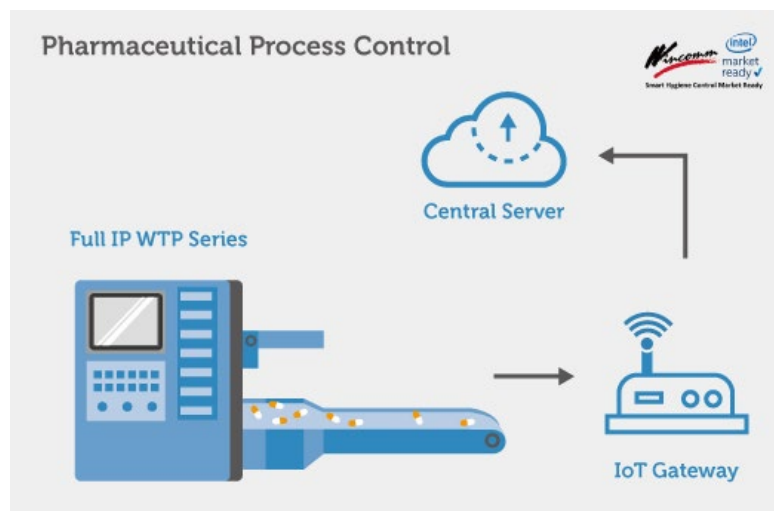 Pharmaceutical Process Control
Wincomm
intel
market
ready
Smart Hygiene Control Market Ready
Central Server
Full IP WTP Series
IoT Gateway